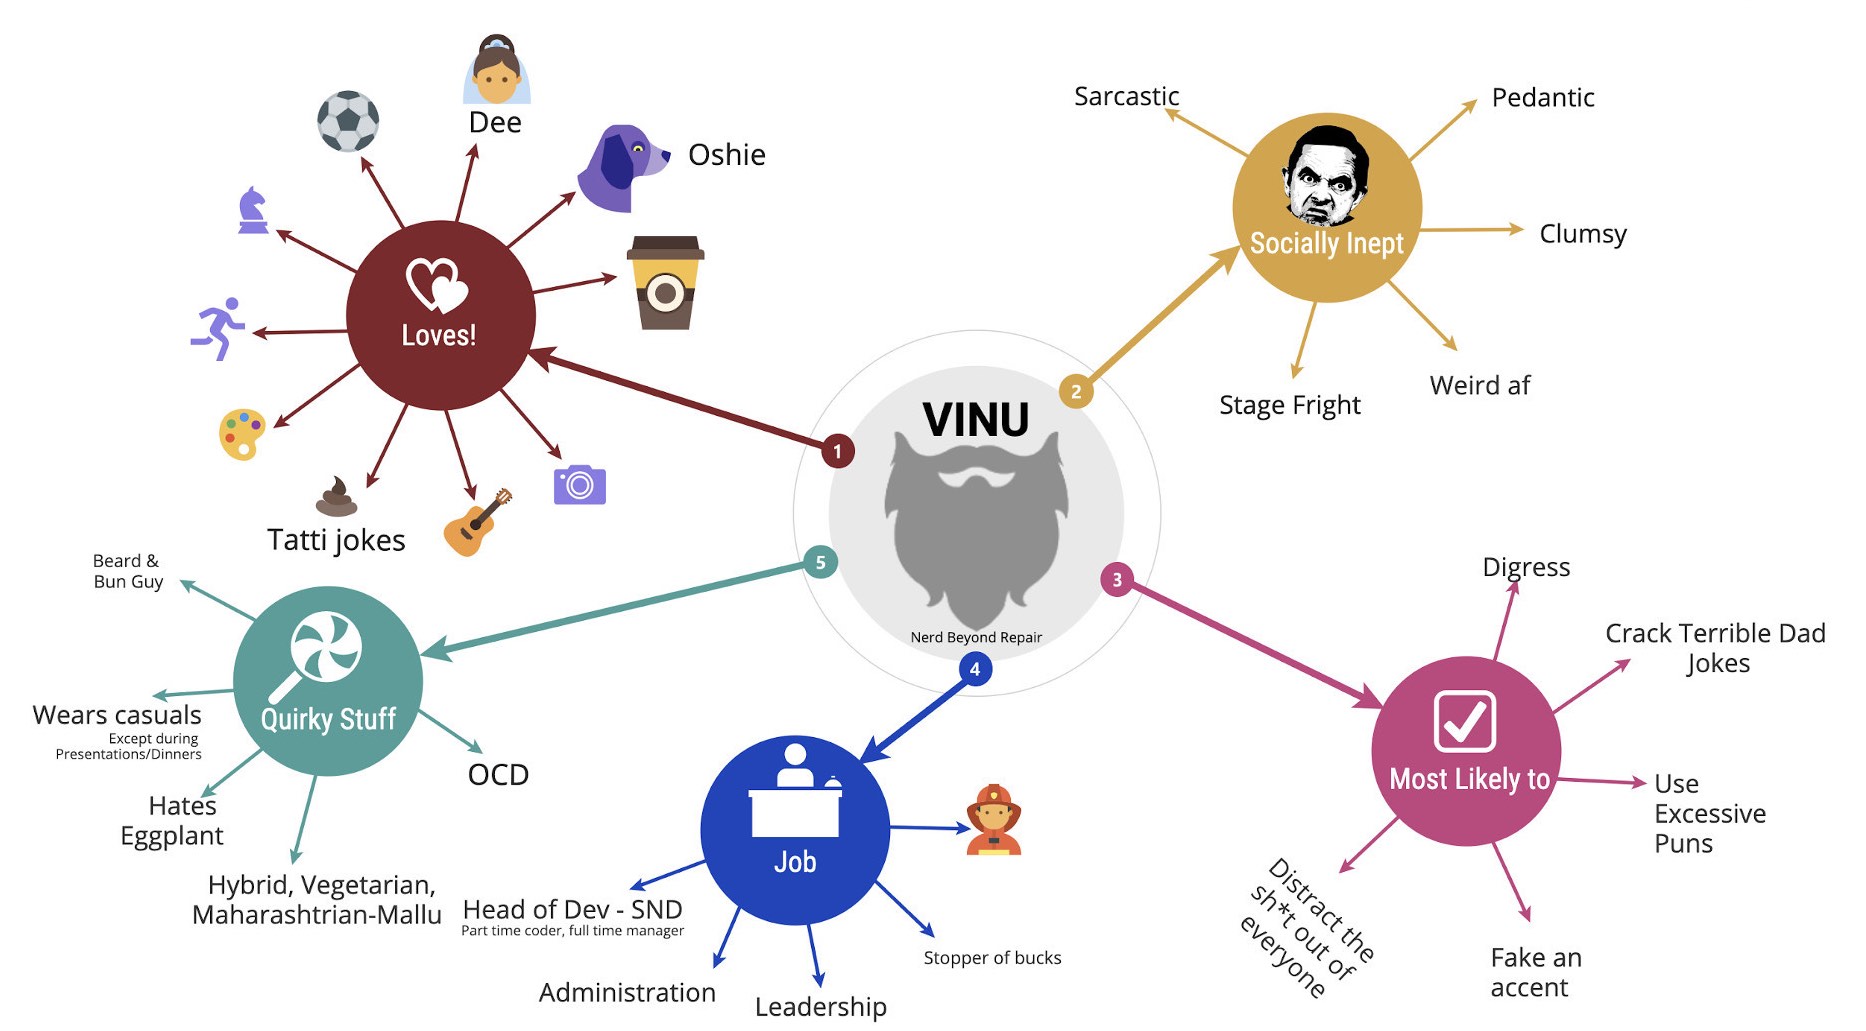 VINU
Nerd Beyond Repair
1
Loves!
Dee
Oshie
Tatti jokes
2
Socially Inept
Sarcastic
Pedantic
Clumsy
Weird af
Stage Fright
3
Most Likely to
Digress
Crack Terrible Dad
Jokes
Use
Excessive
Puns
Fake an
accent
Distract the
sh*t out of
everyone
4
Job
Stopper of bucks
Leadership
Administration
Head of Dev - SND
Part time coder, full time manager
5
Quirky Stuff
Beard &
Bun Guy
Wears casuals
Except during
Presentations/Dinners
Hates
Eggplant
Hybrid, Vegetarian,
Maharashtrian-Mallu
OCD